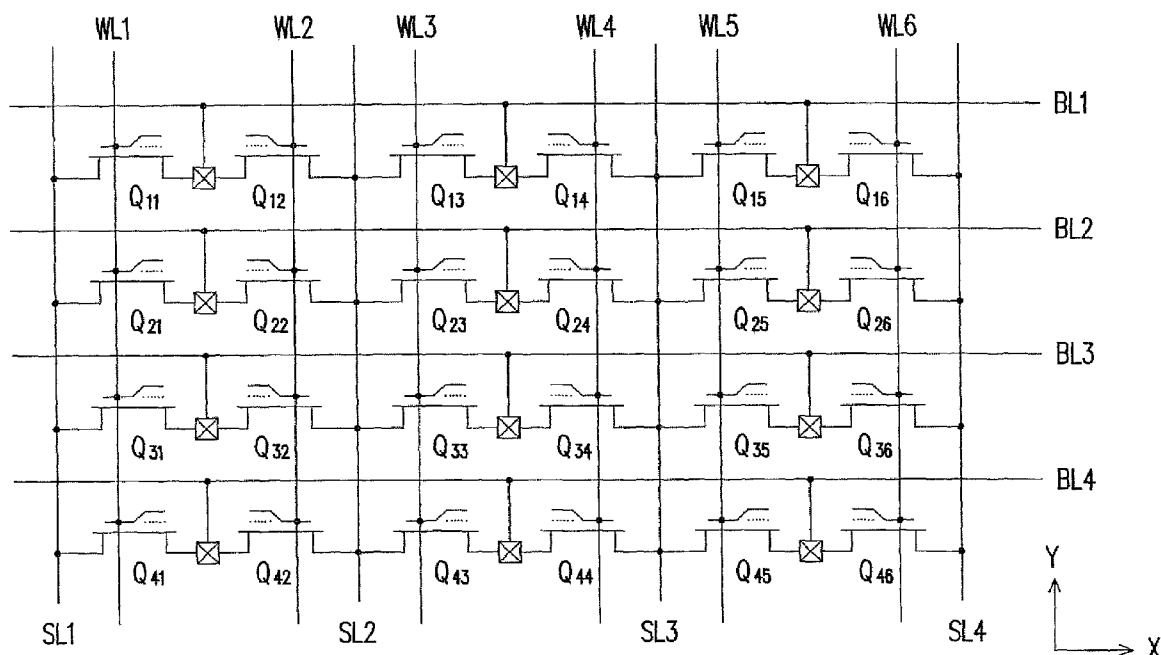 WL1 WL2 WL3 WL4 WL5 WL6
BL1
Q11 Q12 Q13 Q14 Q15 Q16
BL2
Q21 Q22 Q23 Q24 Q25 Q26
BL3
Q31 Q32 Q33 Q34 Q35 Q36
BL4
Q41 Q42 Q43 Q44 Q45 Q46
Y
SL1 SL2 SL3 SL4
X